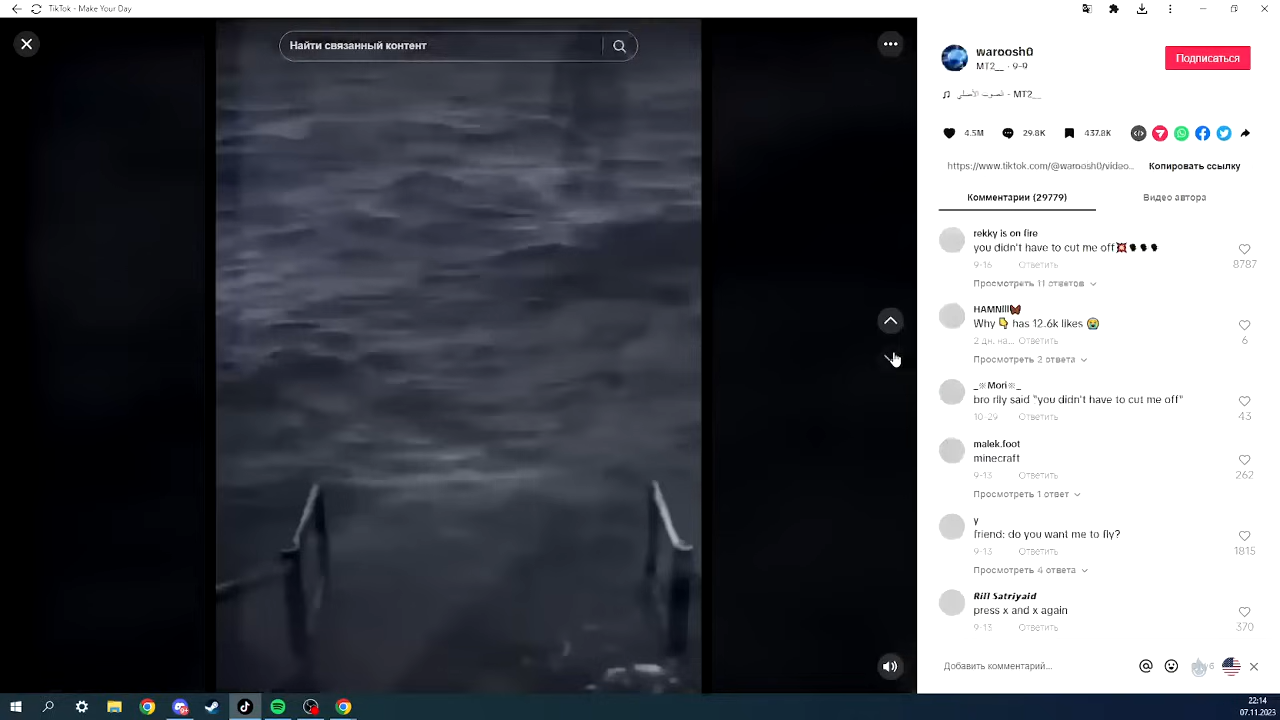 TikTok - Make Your Day
Найти связанный контент
waroosh0
MT2__ · 9-9
Подписаться
الصوت الأصلي - MT2__
4.5M
29.8K
437.8K
https://www.tiktok.com/@waroosh0/video...
Копировать ссылку
Комментарии (29779)
Видео автора
rekky is on fire
you didn't have to cut me off💥🗣🗣🗣
9-16 Ответить
8787
Просмотреть 11 ответов
HAMNIII🦋
Why 👇 has 12.6k likes 😭
2 дн. на... Ответить
6
Просмотреть 2 ответа
_※Mori※_
bro rlly said "you didn't have to cut me off"
10-29 Ответить
43
malek.foot
minecraft
9-13 Ответить
262
Просмотреть 1 ответ
y
friend: do you want me to fly?
9-13 Ответить
1815
Просмотреть 4 ответа
Rill Satriyaid
press x and x again
9-13 Ответить
370
Добавить комментарий...
22:14
07.11.2023